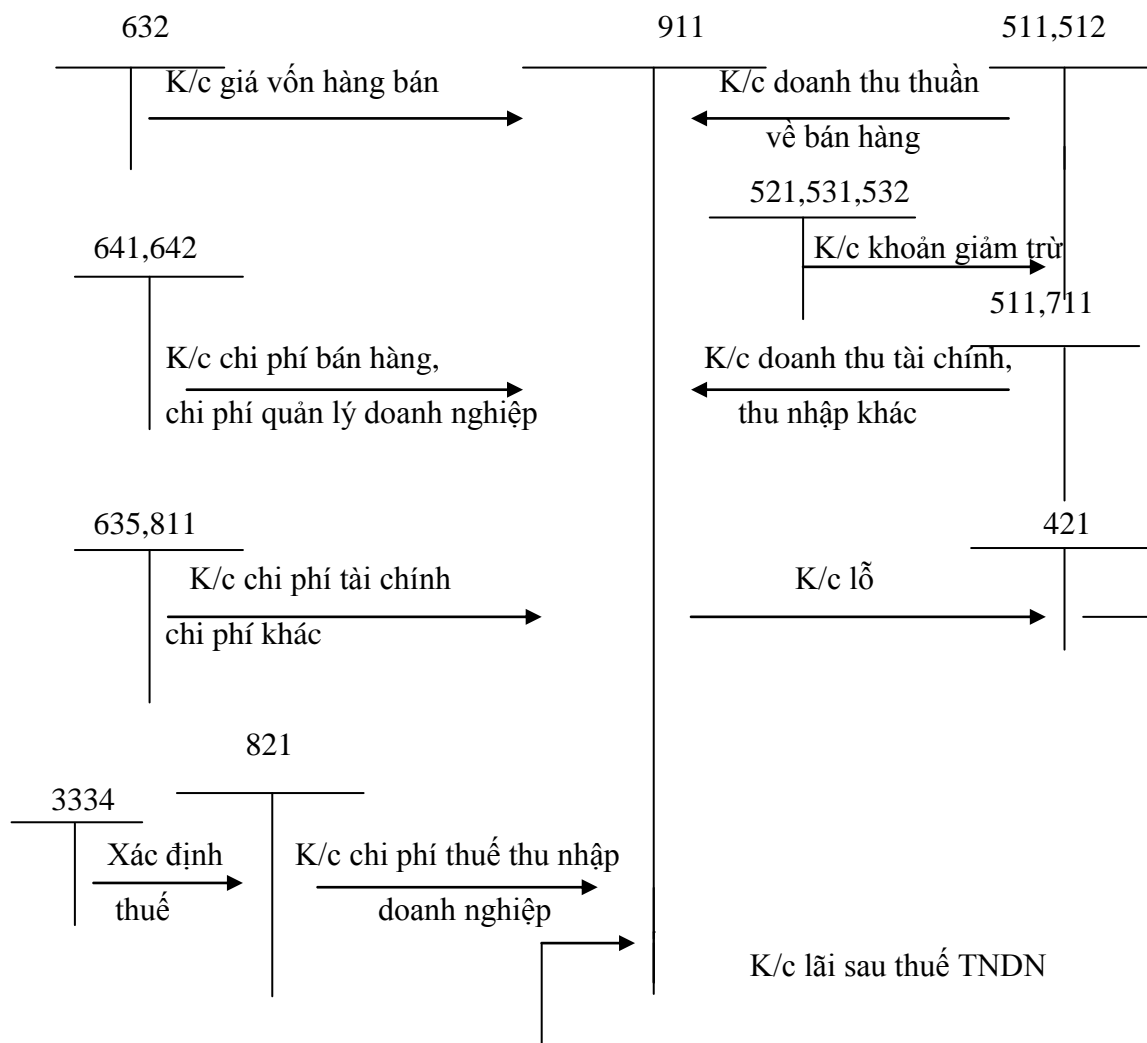 632
911
511,512
K/c giá vốn hàng bán
K/c doanh thu thuần
về bán hàng
521,531,532
641,642
K/c khoản giảm trừ
511,711
K/c chi phí bán hàng,
chi phí quản lý doanh nghiệp
K/c doanh thu tài chính,
thu nhập khác
635,811
421
K/c chi phí tài chính
chi phí khác
K/c lỗ
821
3334
Xác định
thuế
K/c chi phí thuế thu nhập
doanh nghiệp
K/c lãi sau thuế TNDN